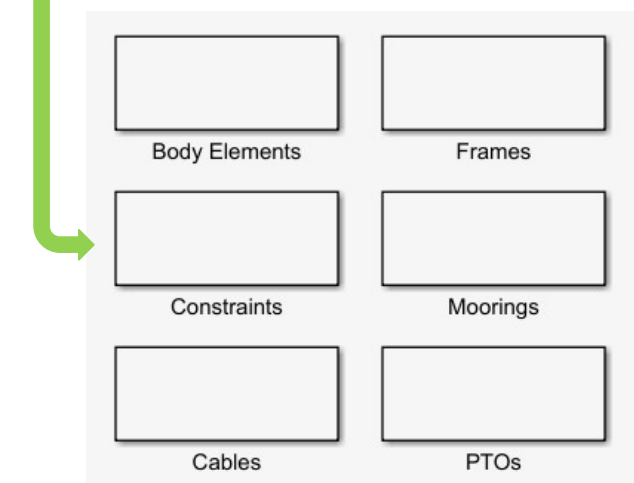 Body Elements
Frames
Constraints
Moorings
Cables
PTOs